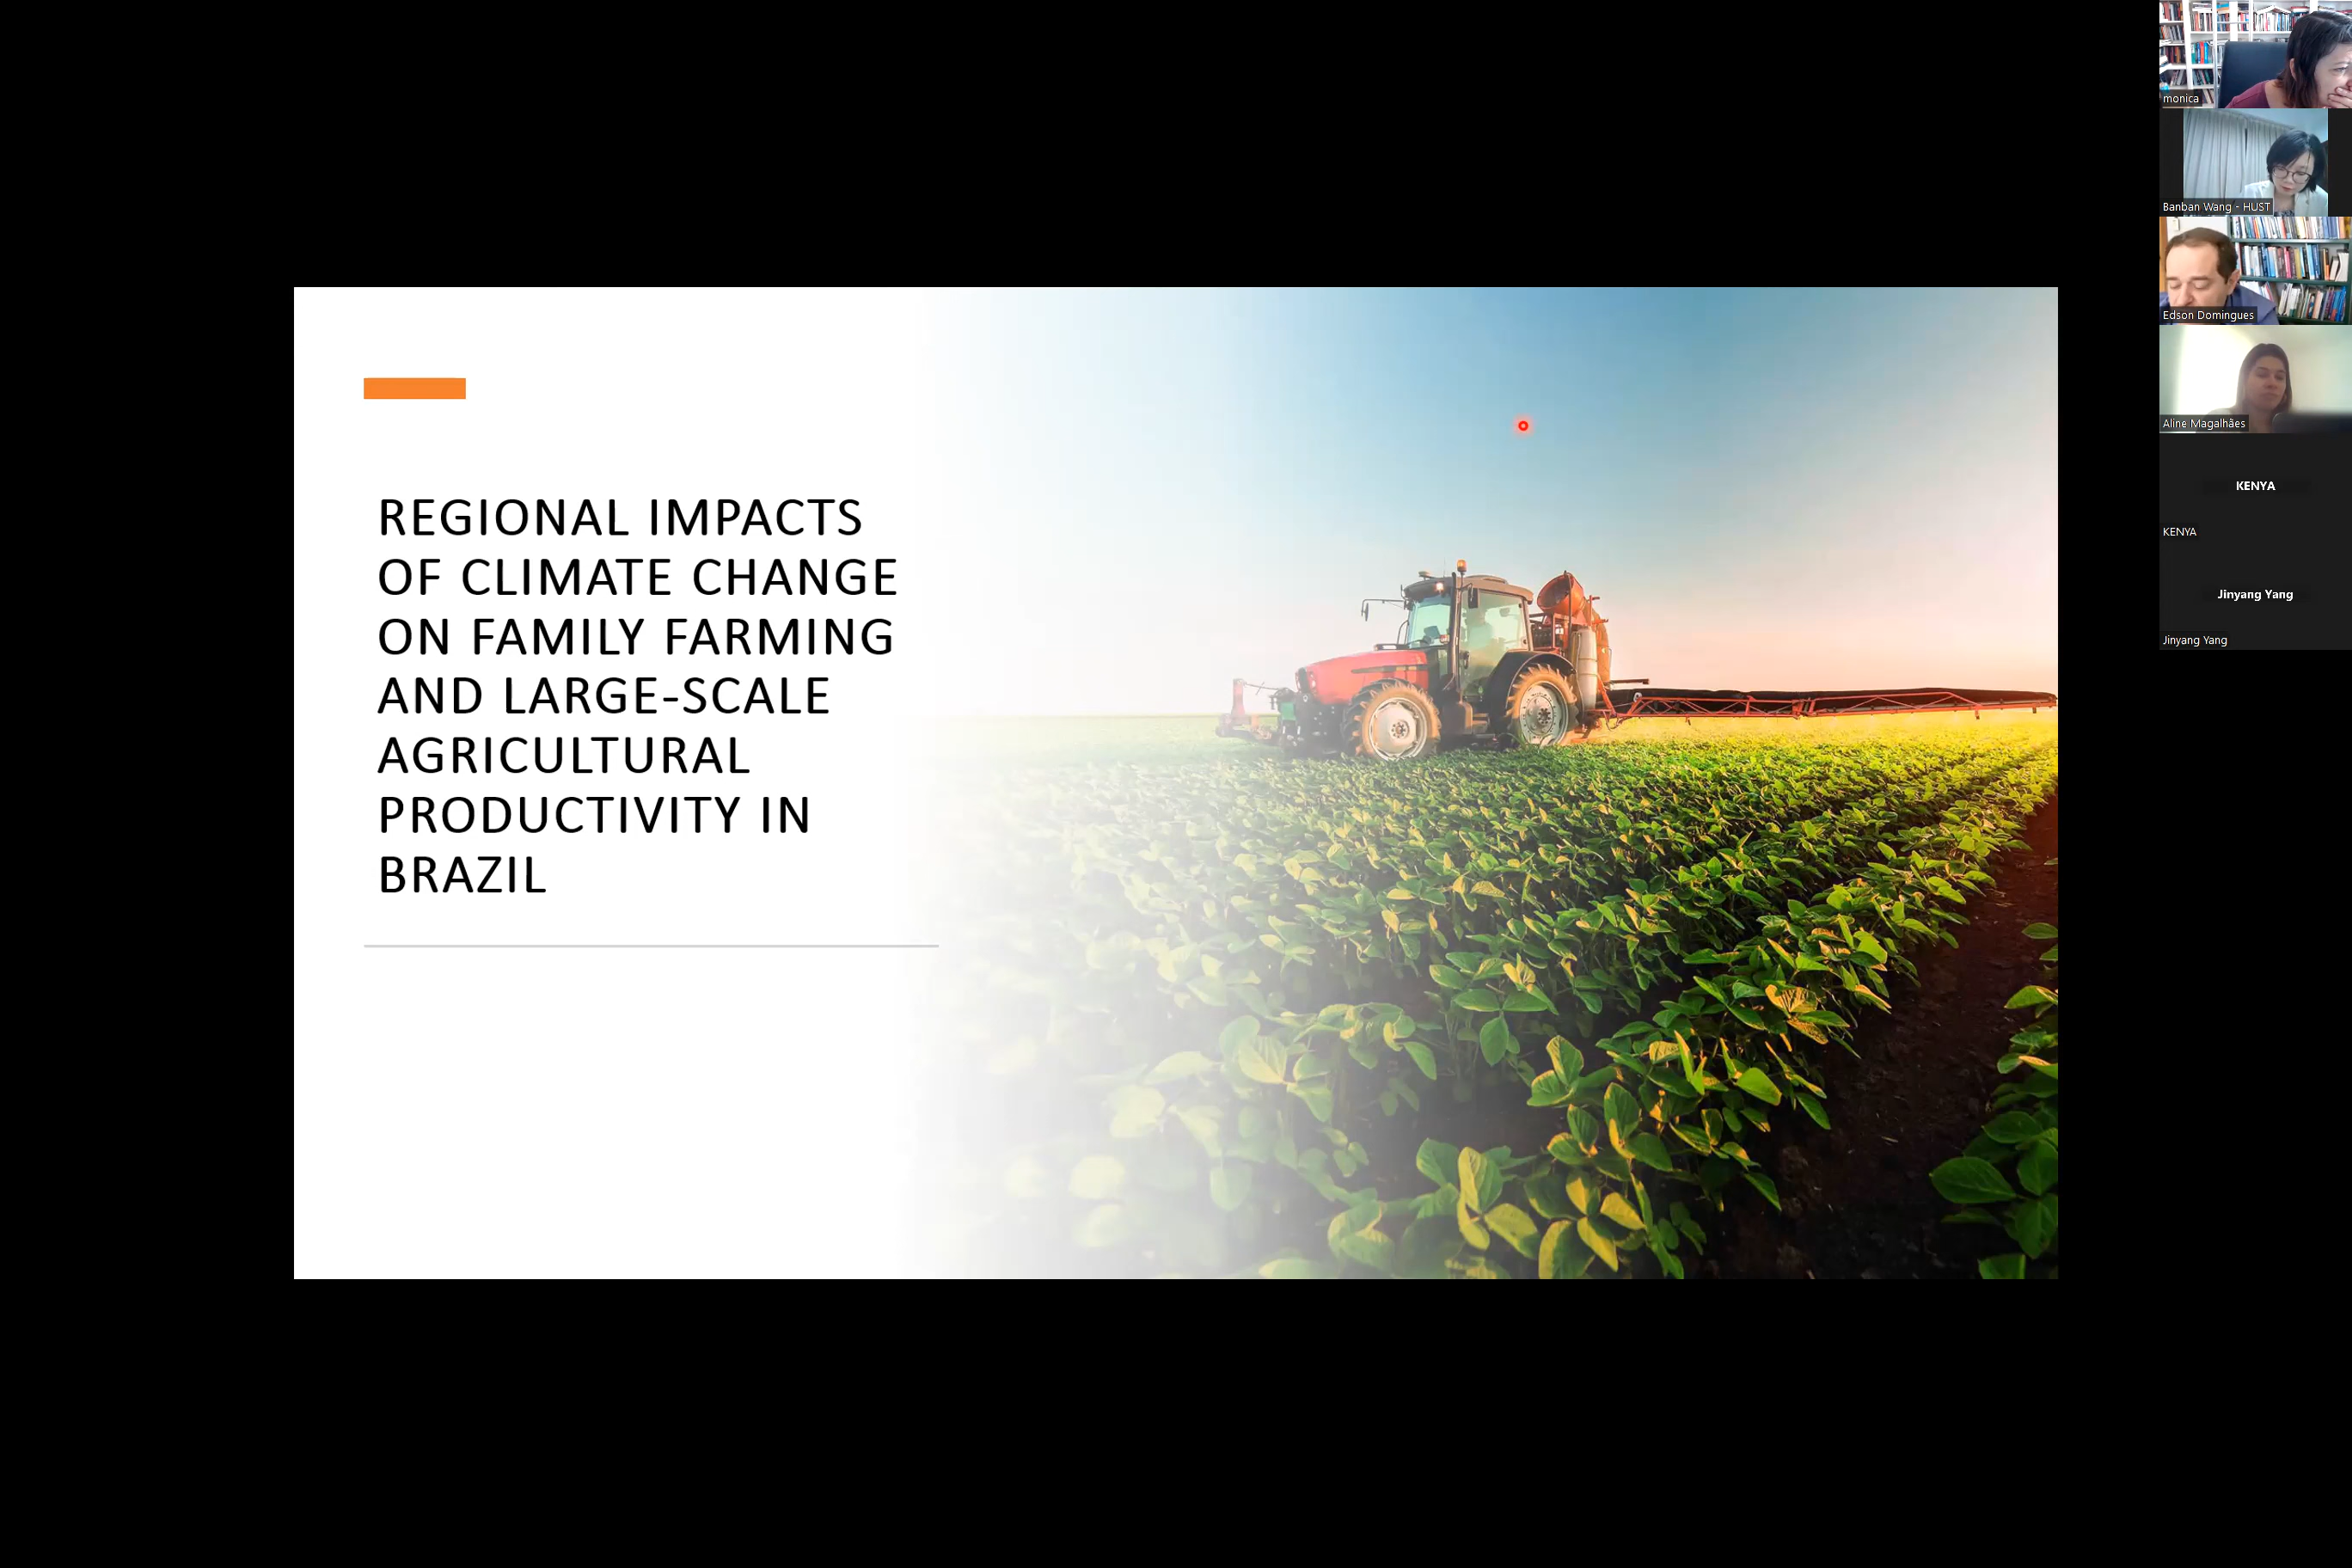 REGIONAL IMPACTS
OF CLIMATE CHANGE
ON FAMILY FARMING
AND LARGE-SCALE
AGRICULTURAL
PRODUCTIVITY IN
BRAZIL
monica
Banban Wang - HUST
Edson Domingues
Aline Magalhães
KENYA
KENYA
Jinyang Yang
Jinyang Yang